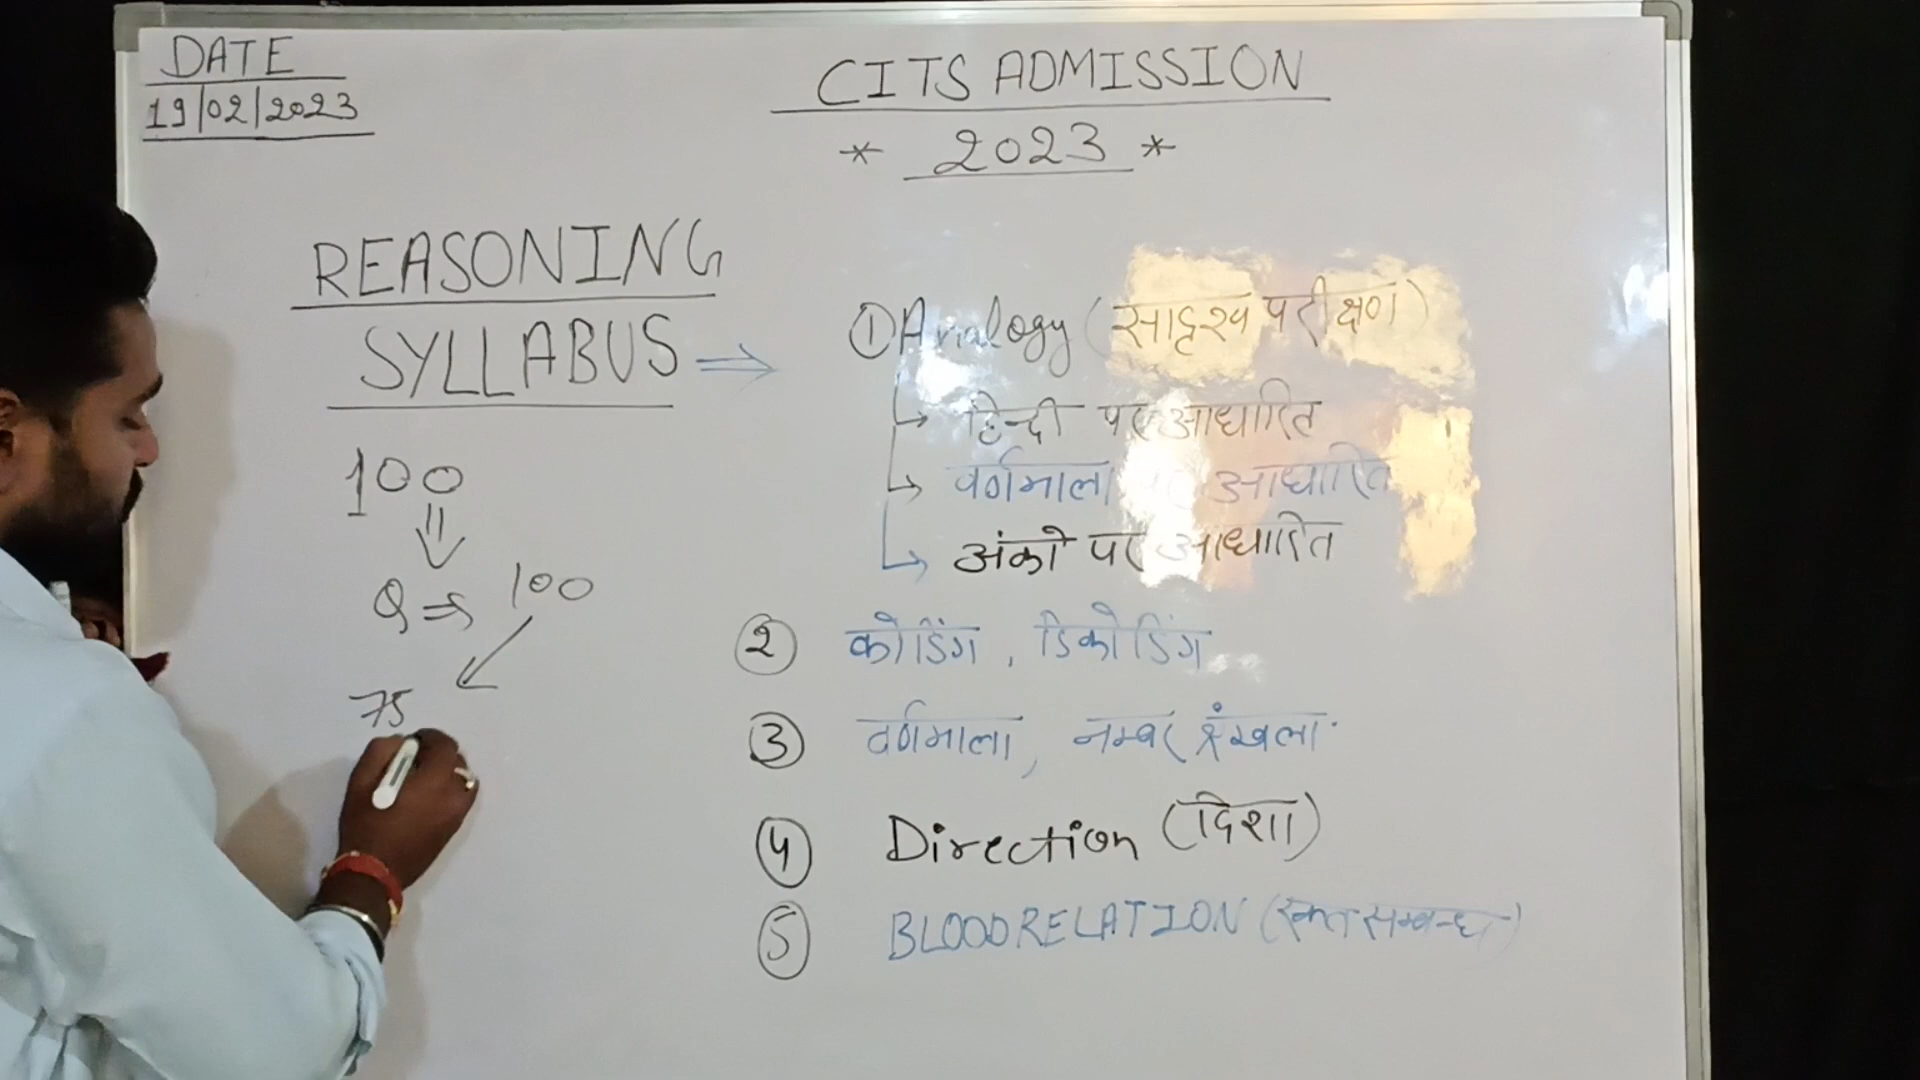 DATE
19/02/2023
CITS ADMISSION
* 2023 *
REASONING
SYLLABUS ⇒
100
⇓
Q ⇒ 100
↙
75
① Analogy (सादृश्य परीक्षण)
↳ हिन्दी पर आधारित
↳ वर्णमाला पर आधारित
↳ अंको पर आधारित
② कोडिंग, डिकोडिंग
③ वर्णमाला, नम्बर श्रंखला
④ Direction (दिशा)
⑤ BLOOD RELATION (रक्त सम्बन्ध)